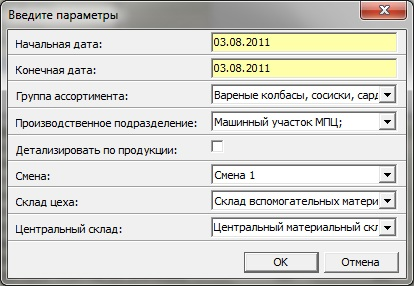 Введите параметры
Начальная дата: 03.08.2011
Конечная дата: 03.08.2011
Группа ассортимента: Вареные колбасы, сосиски, сард
Производственное подразделение: Машинный участок МПЦ;
Детализировать по продукции:
Смена: Смена 1
Склад цеха: Склад вспомогательных матери
Центральный склад: Центральный материальный скл
OK Отмена